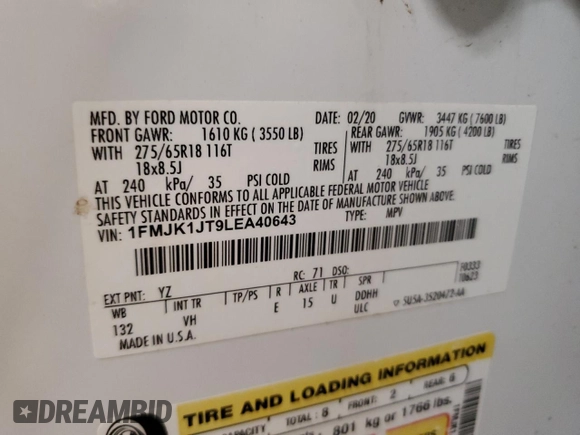 MFD. BY FORD MOTOR CO. DATE: 02/20 GVWR: 3447 KG ( 7600 LB)
FRONT GAWR: 1610 KG ( 3550 LB) REAR GAWR: 1905 KG ( 4200 LB)
WITH 275/65R18 116T TIRES WITH 275/65R18 116T TIRES
18x8.5J RIMS 18x8.5J RIMS
AT 240 kPa/ 35 PSI COLD AT 240 kPa/ 35 PSI COLD
THIS VEHICLE CONFORMS TO ALL APPLICABLE FEDERAL MOTOR VEHICLE
SAFETY STANDARDS IN EFFECT ON THE DATE OF MANUFACTURE SHOWN ABOVE.
VIN: 1FMJK1JT9LEA40643 TYPE: MPV
F0333
RC: 71 DSO:
EXT PNT: YZ
WB INT TR TP/PS R AXLE TR SPR
132 VH E 15 U DDHH
ULC
MADE IN U.S.A.
TIRE AND LOADING INFORMATION
TOTAL: 8 FRONT: 2 REAR: 6
801 kg or 1766 lbs.
DREAMBID